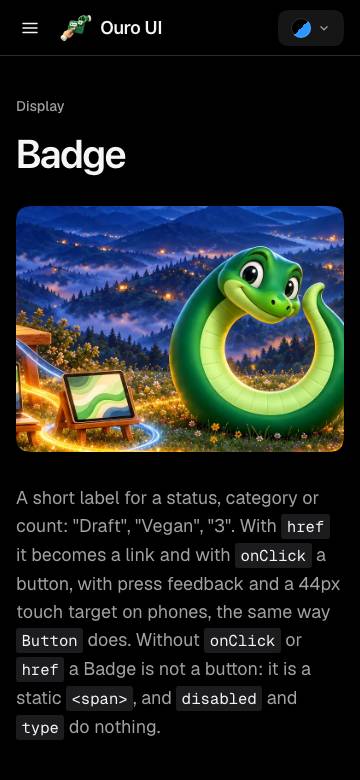 Ouro UI
Display
Badge
A short label for a status, category or
count: "Draft", "Vegan", "3". With href
it becomes a link and with onClick a
button, with press feedback and a 44px
touch target on phones, the same way
Button does. Without onClick or
href a Badge is not a button: it is a
static <span>, and disabled and
type do nothing.